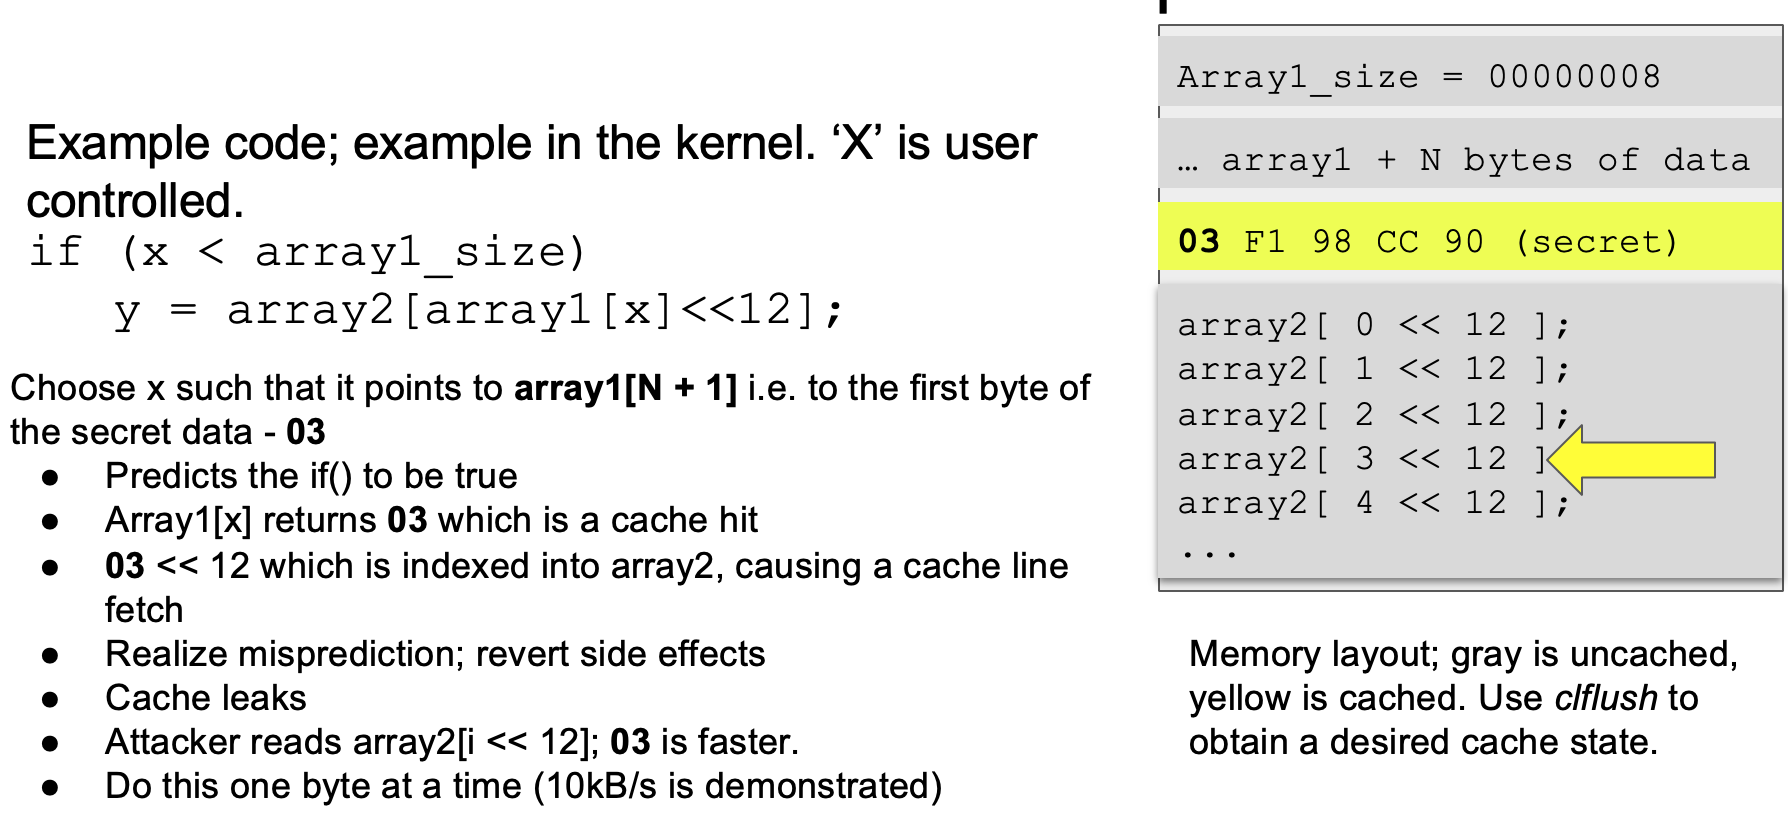 Example code; example in the kernel. ‘X’ is user
controlled.
if (x < array1_size)
y = array2[array1[x]<<12];
Choose x such that it points to array1[N + 1] i.e. to the first byte of
the secret data - 03
● Predicts the if() to be true
● Array1[x] returns 03 which is a cache hit
● 03 << 12 which is indexed into array2, causing a cache line
fetch
● Realize misprediction; revert side effects
● Cache leaks
● Attacker reads array2[i << 12]; 03 is faster.
● Do this one byte at a time (10kB/s is demonstrated)
Array1_size = 00000008
… array1 + N bytes of data
03 F1 98 CC 90 (secret)
array2[ 0 << 12 ];
array2[ 1 << 12 ];
array2[ 2 << 12 ];
array2[ 3 << 12 ]
array2[ 4 << 12 ];
...
Memory layout; gray is uncached,
yellow is cached. Use clflush to
obtain a desired cache state.